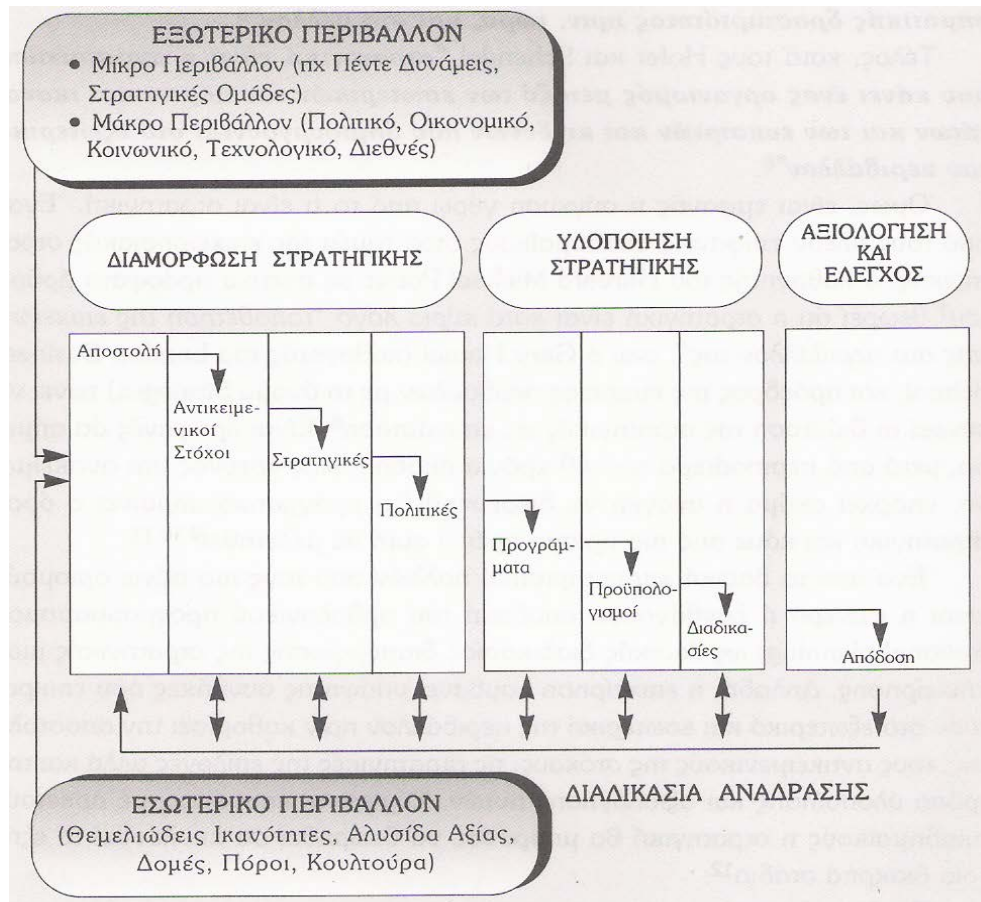 ΕΞΩΤΕΡΙΚΟ ΠΕΡΙΒΑΛΛΟΝ
• Μίκρο Περιβάλλον (πχ Πέντε Δυνάμεις,
Στρατηγικές Ομάδες)
• Μάκρο Περιβάλλον (Πολιτικό, Οικονομικό,
Κοινωνικό, Τεχνολογικό, Διεθνές)
ΔΙΑΜΟΡΦΩΣΗ ΣΤΡΑΤΗΓΙΚΗΣ
ΥΛΟΠΟΙΗΣΗ
ΣΤΡΑΤΗΓΙΚΗΣ
ΑΞΙΟΛΟΓΗΣΗ
ΚΑΙ
ΕΛΕΓΧΟΣ
Αποστολή
Αντικειμε-
νικοί
Στόχοι
Στρατηγικές
Πολιτικές
Προγράμ-
ματα
Προϋπολο-
γισμοί
Διαδικα-
σίες
Απόδοση
ΕΣΩΤΕΡΙΚΟ ΠΕΡΙΒΑΛΛΟΝ
(Θεμελιώδεις Ικανότητες, Αλυσίδα Αξίας,
Δομές, Πόροι, Κουλτούρα)
ΔΙΑΔΙΚΑΣΙΑ ΑΝΑΔΡΑΣΗΣ